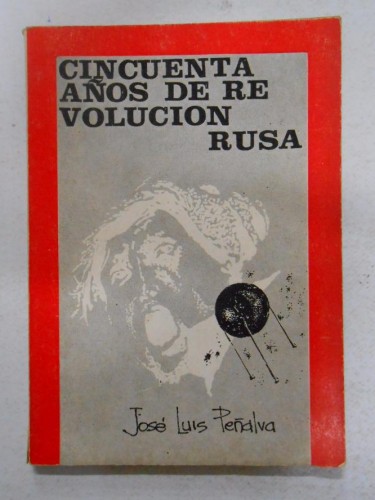 CINCUENTA
AÑOS DE RE
VOLUCION
RUSA
José Luis Peñalva